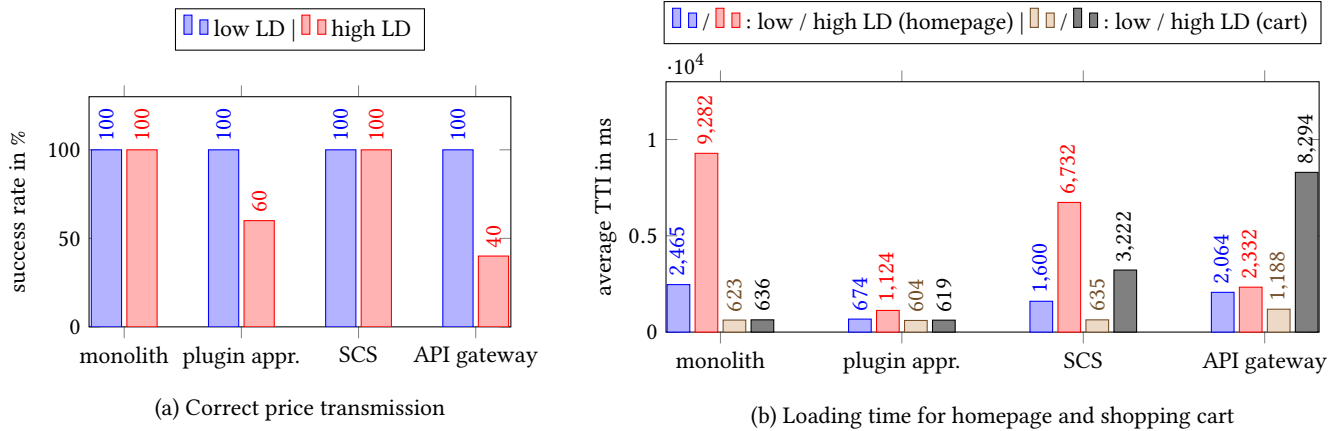 low LD | high LD
success rate in %
100
50
0
100
100
100
60
100
100
100
40
monolith
plugin appr.
SCS
API gateway
(a) Correct price transmission
/ : low / high LD (homepage) | / : low / high LD (cart)
·10^4
average TTI in ms
1
0.5
0
2,465
9,282
623
636
674
1,124
604
619
1,600
6,732
635
3,222
2,064
2,332
1,188
8,294
monolith
plugin appr.
SCS
API gateway
(b) Loading time for homepage and shopping cart